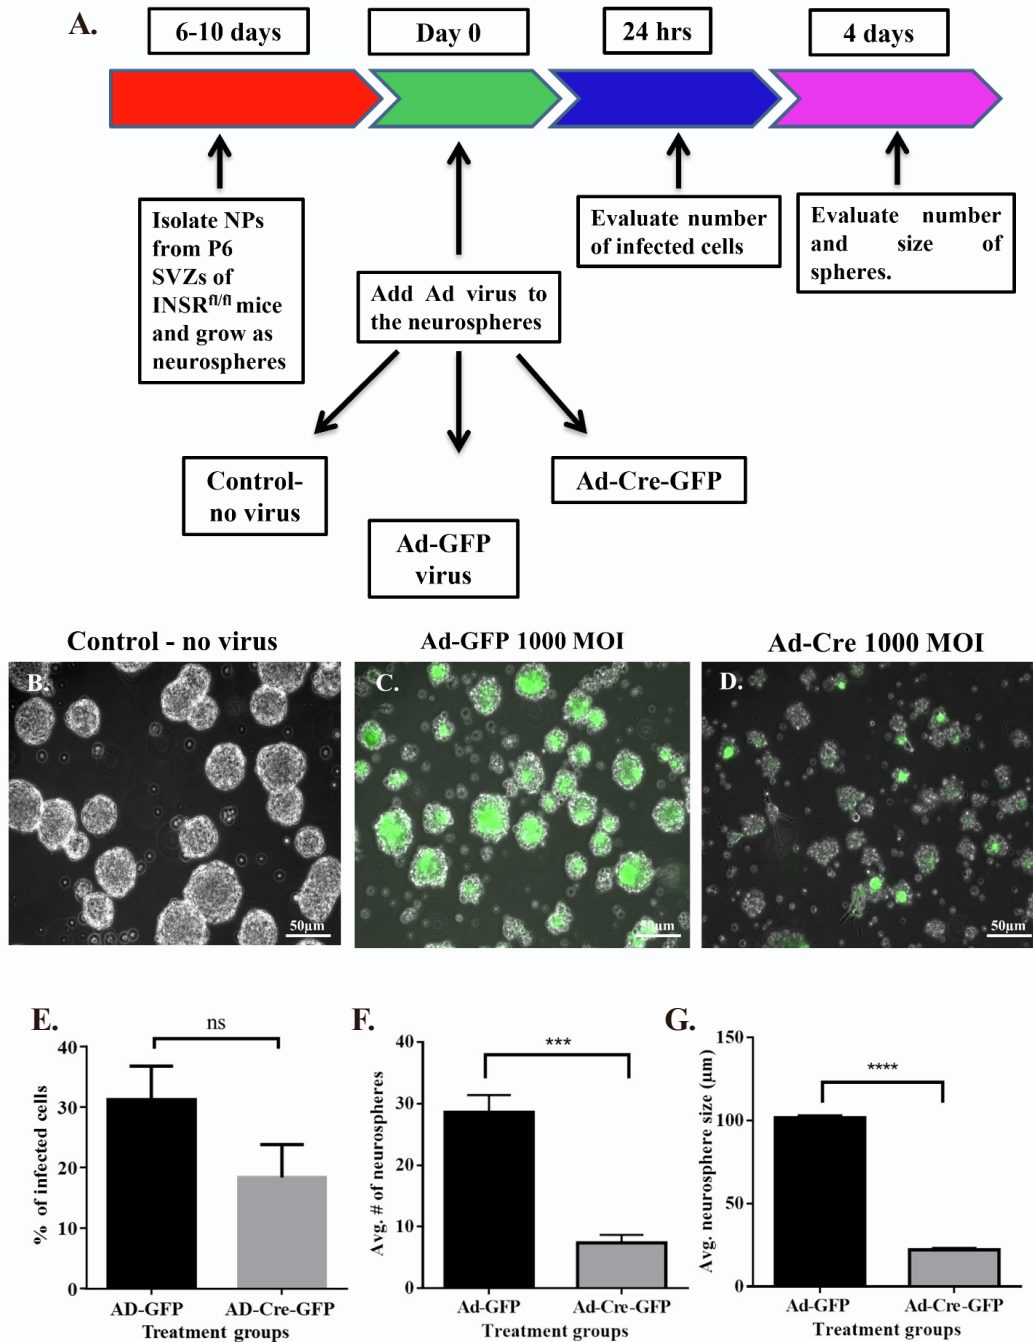 A.
6-10 days
Day 0
24 hrs
4 days
Isolate NPs
from P6
SVZs of
INSRfl/fl mice
and grow as
neurospheres
Add Ad virus to
the neurospheres
Evaluate number
of infected cells
Evaluate number
and size of
spheres.
Control-
no virus
Ad-GFP
virus
Ad-Cre-GFP
Control - no virus
Ad-GFP 1000 MOI
Ad-Cre 1000 MOI
B.
50µm
C.
50µm
D.
50µm
E.
ns
% of infected cells
40
30
20
10
0
AD-GFP
AD-Cre-GFP
Treatment groups
F.
***
Avg. # of neurospheres
40
30
20
10
0
Ad-GFP
Ad-Cre-GFP
Treatment groups
G.
****
Avg. neurosphere size (µm)
150
100
50
0
Ad-GFP
Ad-Cre-GFP
Treatment groups